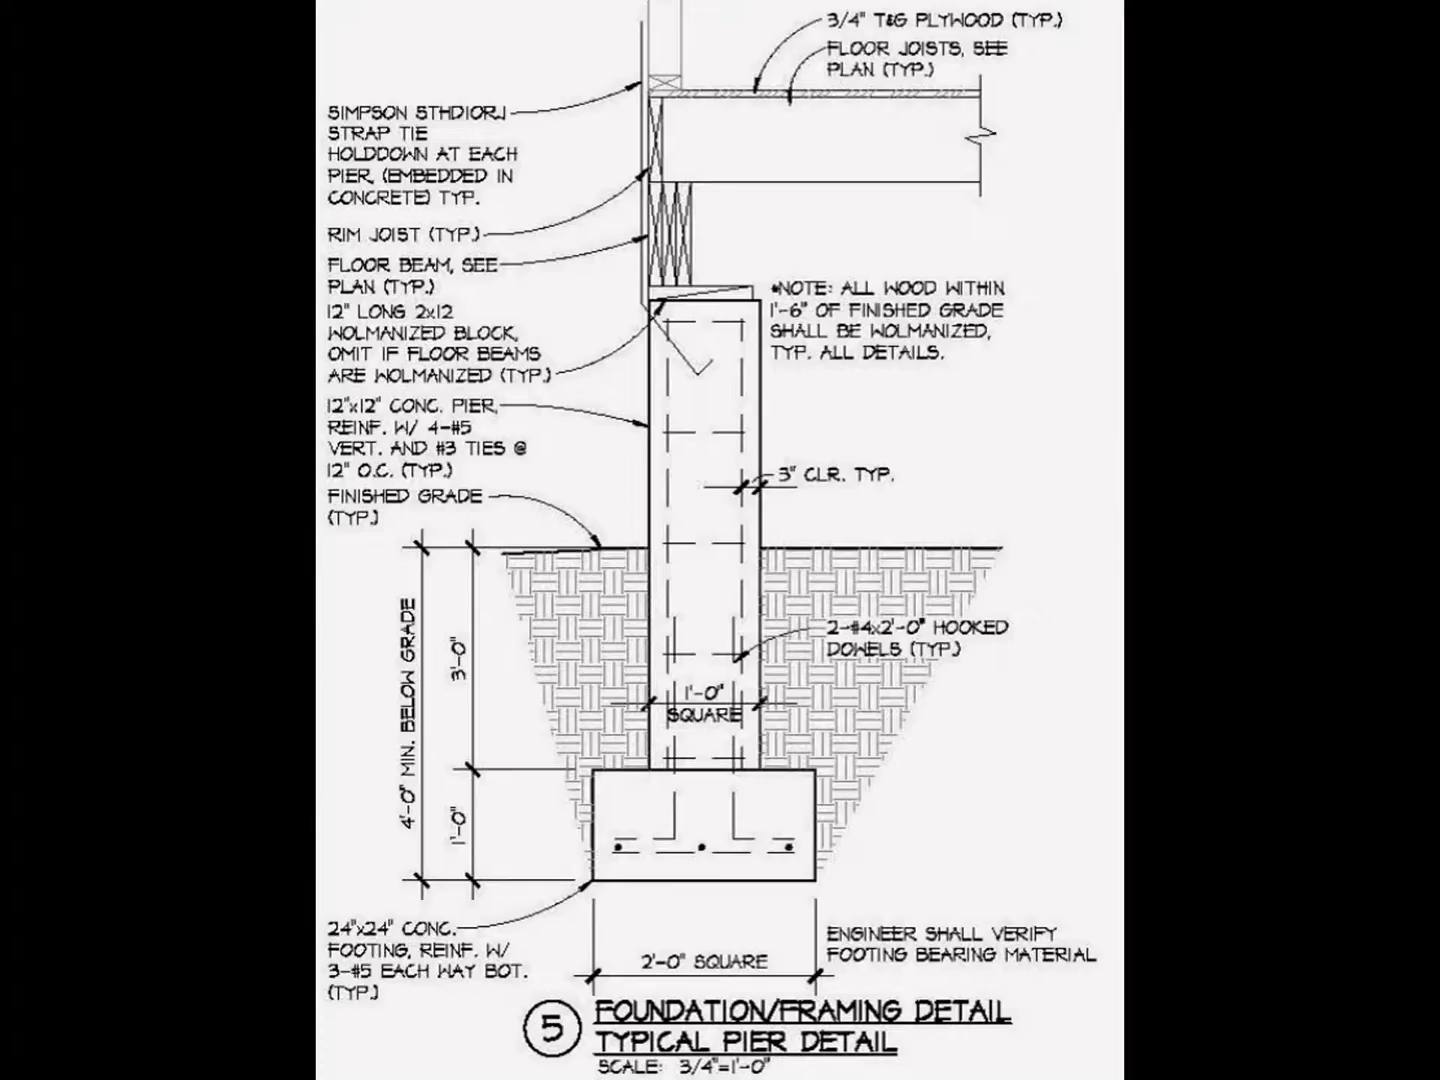 3/4" T&G PLYWOOD (TYP.)
FLOOR JOISTS, SEE
PLAN (TYP.)
SIMPSON STHD10RJ
STRAP TIE
HOLDDOWN AT EACH
PIER, (EMBEDDED IN
CONCRETE) TYP.
RIM JOIST (TYP.)
FLOOR BEAM, SEE
PLAN (TYP.)
12" LONG 2x12
WOLMANIZED BLOCK,
OMIT IF FLOOR BEAMS
ARE WOLMANIZED (TYP.)
*NOTE: ALL WOOD WITHIN
1'-6" OF FINISHED GRADE
SHALL BE WOLMANIZED,
TYP. ALL DETAILS.
12"x12" CONC. PIER,
REINF. W/ 4-#5
VERT. AND #3 TIES @
12" O.C. (TYP.)
3" CLR. TYP.
FINISHED GRADE
(TYP.)
4'-0" MIN. BELOW GRADE
3'-0"
1'-0"
2-#4x2'-0" HOOKED
DOWELS (TYP.)
1'-0"
SQUARE
24"x24" CONC.
FOOTING, REINF. W/
3-#5 EACH WAY BOT.
(TYP.)
2'-0" SQUARE
ENGINEER SHALL VERIFY
FOOTING BEARING MATERIAL
5
FOUNDATION/FRAMING DETAIL
TYPICAL PIER DETAIL
SCALE: 3/4"=1'-0"